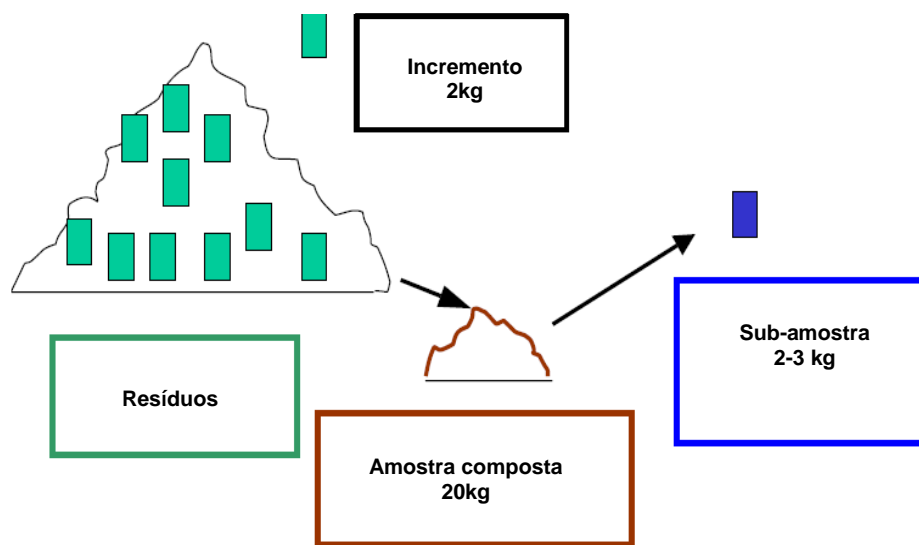 Incremento
2kg
Sub-amostra
2-3 kg
Resíduos
Amostra composta
20kg